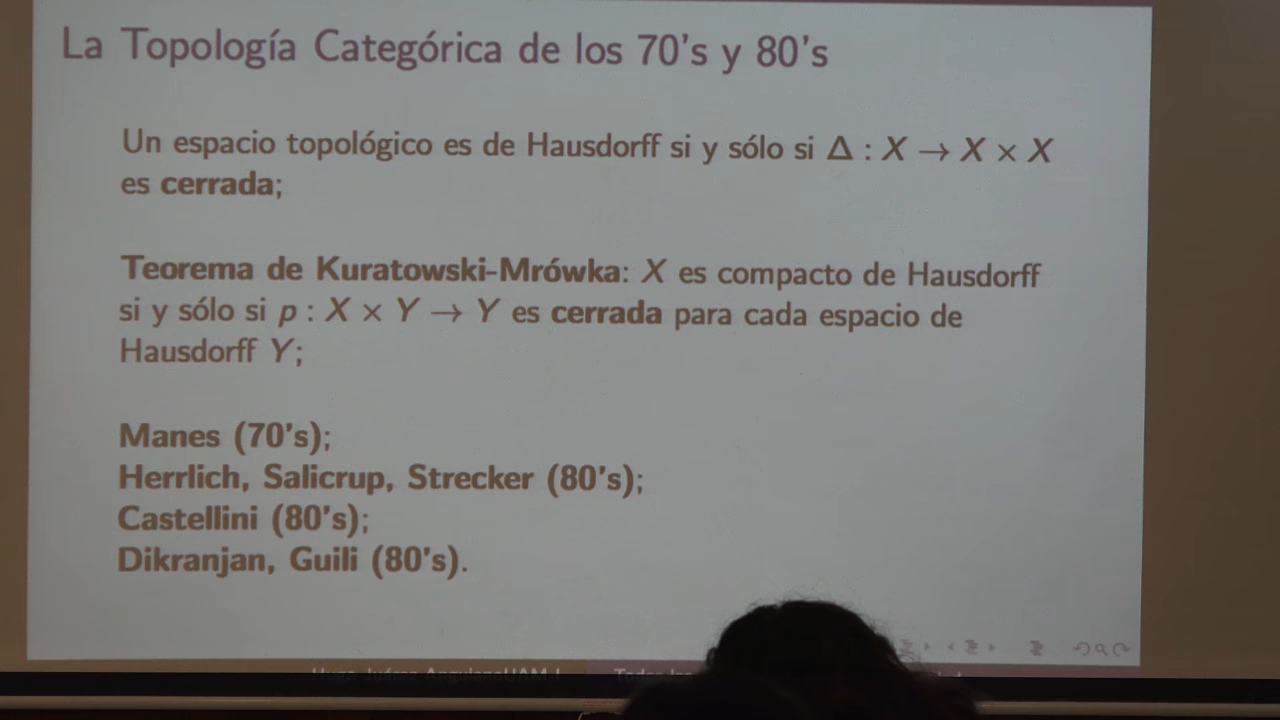 La Topología Categórica de los 70's y 80's
Un espacio topológico es de Hausdorff si y sólo si Δ : X → X × X
es cerrada;
Teorema de Kuratowski-Mrówka: X es compacto de Hausdorff
si y sólo si p : X × Y → Y es cerrada para cada espacio de
Hausdorff Y;
Manes (70's);
Herrlich, Salicrup, Strecker (80's);
Castellini (80's);
Dikranjan, Guili (80's).